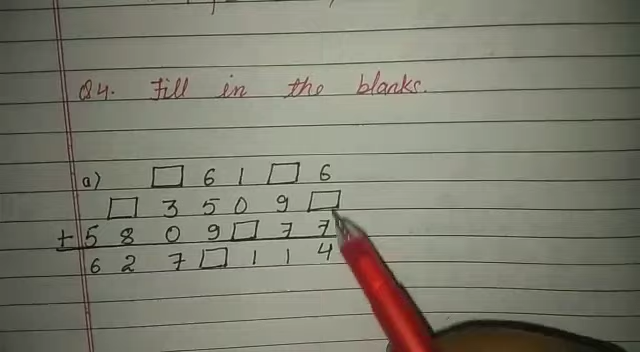 Q4. Fill in the blanks.
a) □ 6 1 □ 6
□ 3 5 0 9 □
+ 5 8 0 9 □ 7 7
6 2 7 □ 1 1 4